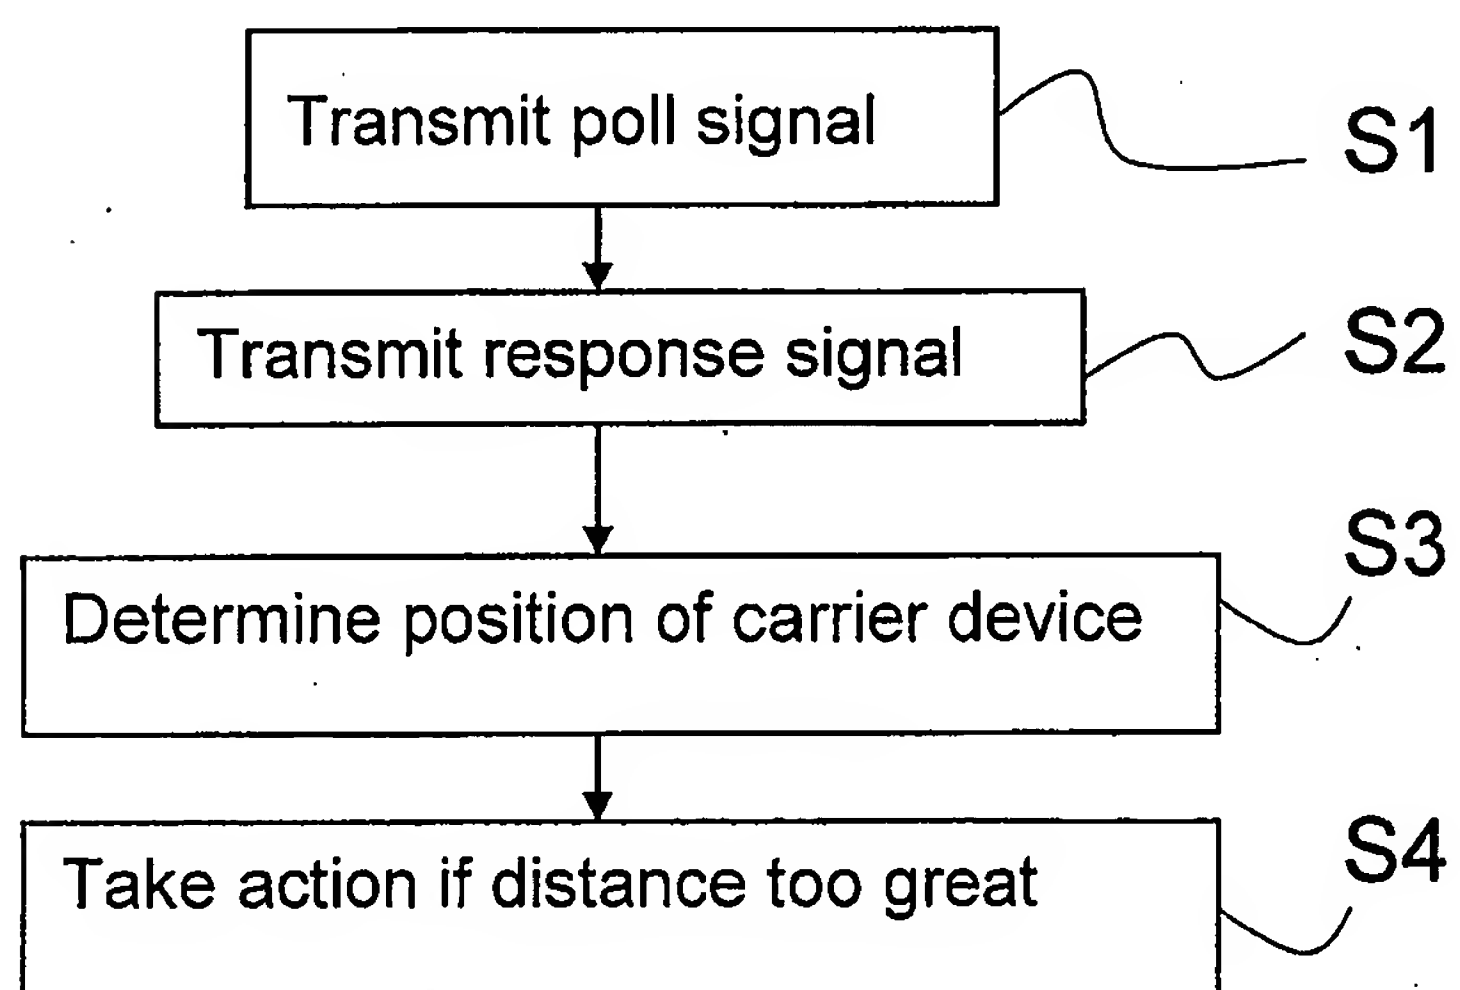 Transmit poll signal
S1
Transmit response signal
S2
Determine position of carrier device
S3
Take action if distance too great
S4